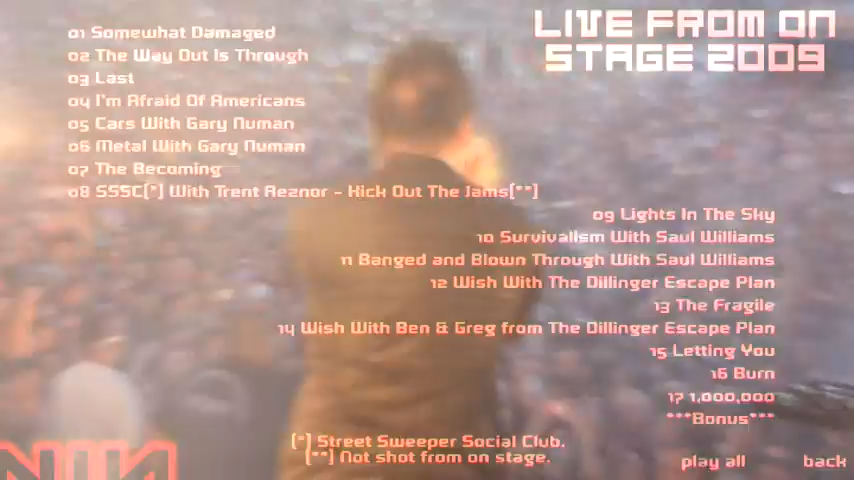 LIVE FROM ON
STAGE 2009
01 Somewhat Damaged
02 The Way Out Is Through
03 Last
04 I'm Afraid Of Americans
05 Cars With Gary Numan
06 Metal With Gary Numan
07 The Becoming
08 SSSC[*] With Trent Reznor - Kick Out The Jams[**]
09 Lights In The Sky
10 Survivalism With Saul Williams
11 Banged and Blown Through With Saul Williams
12 Wish With The Dillinger Escape Plan
13 The Fragile
14 Wish With Ben & Greg from The Dillinger Escape Plan
15 Letting You
16 Burn
17 1,000,000
***Bonus***
[*] Street Sweeper Social Club.
[**] Not shot from on stage.
play all
back
NIN